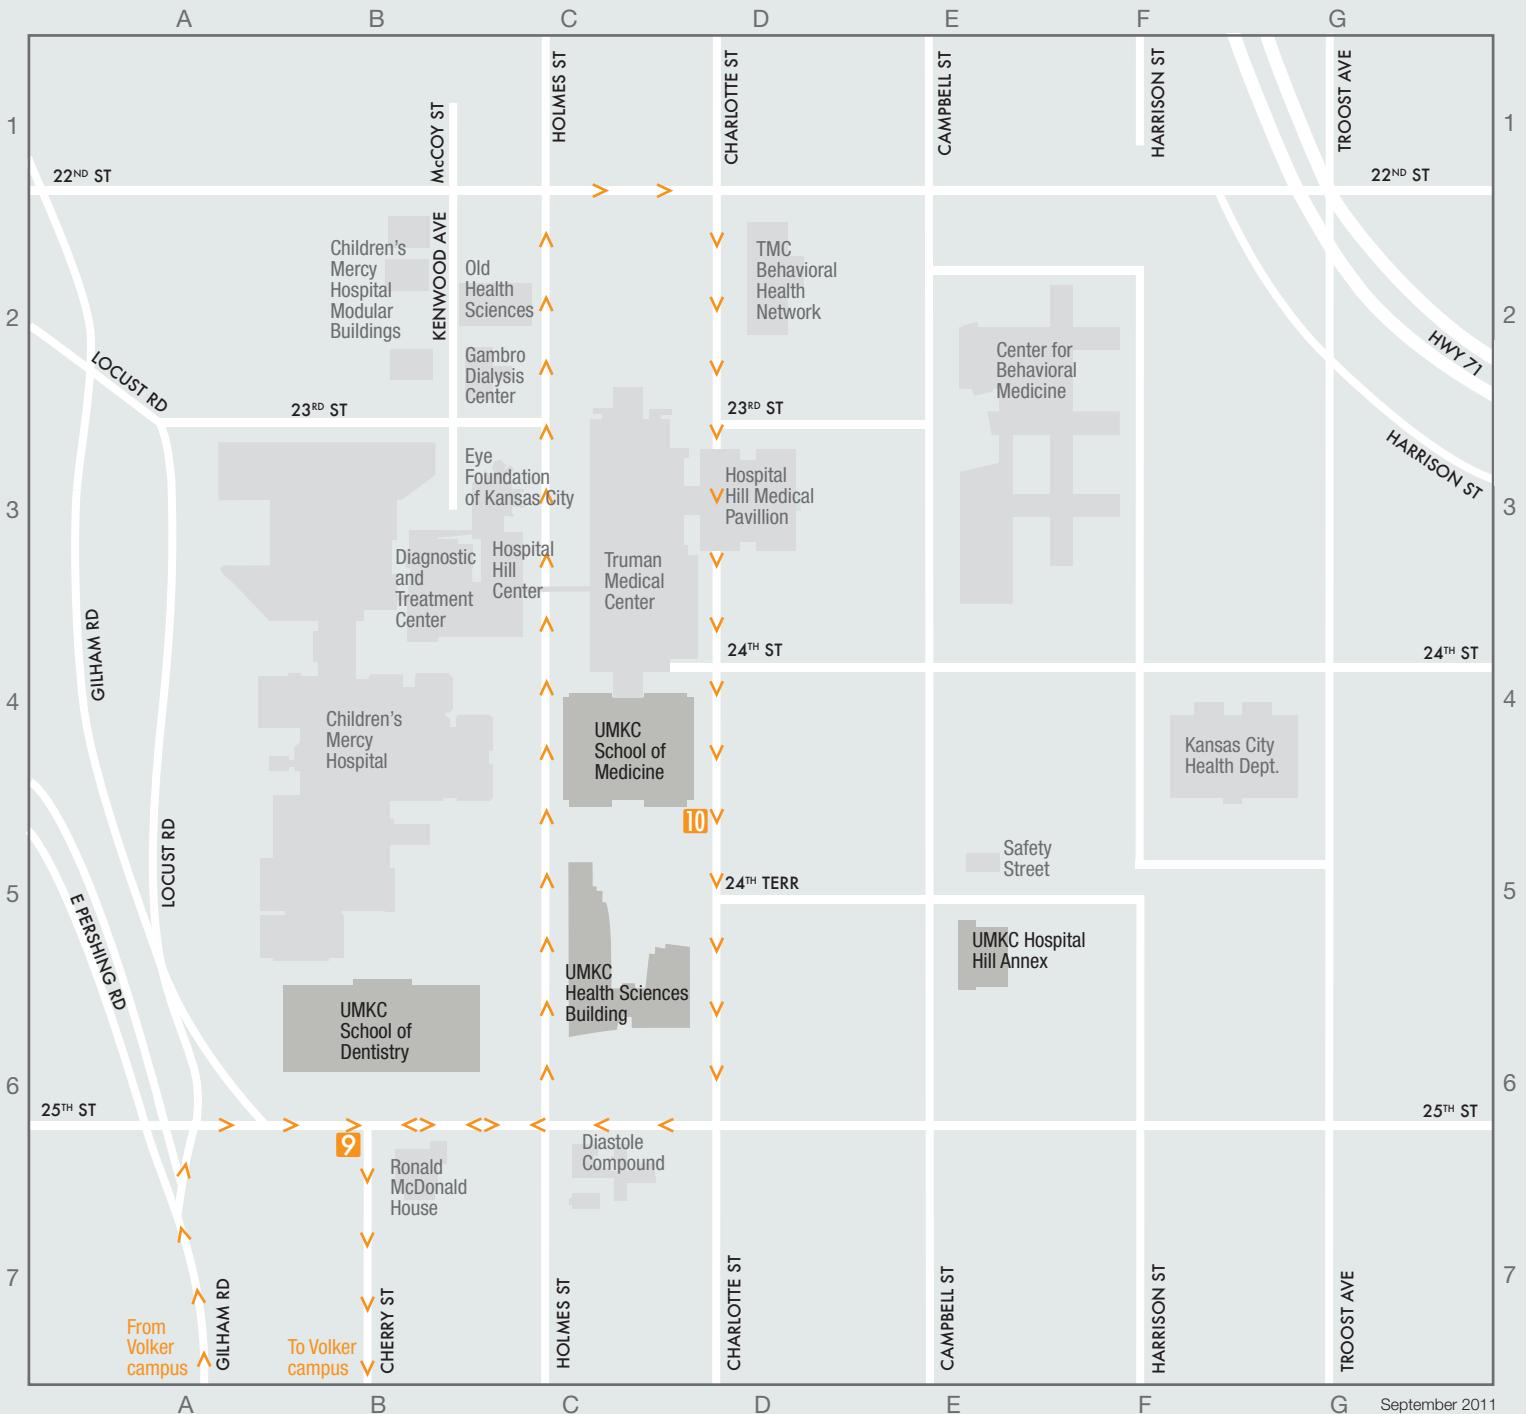 A B C D E F G
1
1
McCOY ST
HOLMES ST
CHARLOTTE ST
CAMPBELL ST
HARRISON ST
TROOST AVE
22ND ST
22ND ST
KENWOOD AVE
Children's
Mercy
Hospital
Modular
Buildings
Old
Health
Sciences
TMC
Behavioral
Health
Network
2
2
Gambro
Dialysis
Center
Center for
Behavioral
Medicine
HWY 71
HARRISON ST
LOCUST RD
23RD ST
23RD ST
Eye
Foundation
of Kansas City
Hospital
Hill Medical
Pavillion
3
3
Diagnostic
and
Treatment
Center
Hospital
Hill
Center
Truman
Medical
Center
GILHAM RD
24TH ST
24TH ST
4
4
Children's
Mercy
Hospital
UMKC
School of
Medicine
Kansas City
Health Dept.
10
LOCUST RD
Safety
Street
24TH TERR
5
5
E PERSHING RD
UMKC Hospital
Hill Annex
UMKC
Health Sciences
Building
UMKC
School of
Dentistry
6
6
25TH ST
25TH ST
9
Ronald
McDonald
House
Diastole
Compound
7
7
From
Volker
campus
GILHAM RD
To Volker
campus
CHERRY ST
HOLMES ST
CHARLOTTE ST
CAMPBELL ST
HARRISON ST
TROOST AVE
A B C D E F G
September 2011